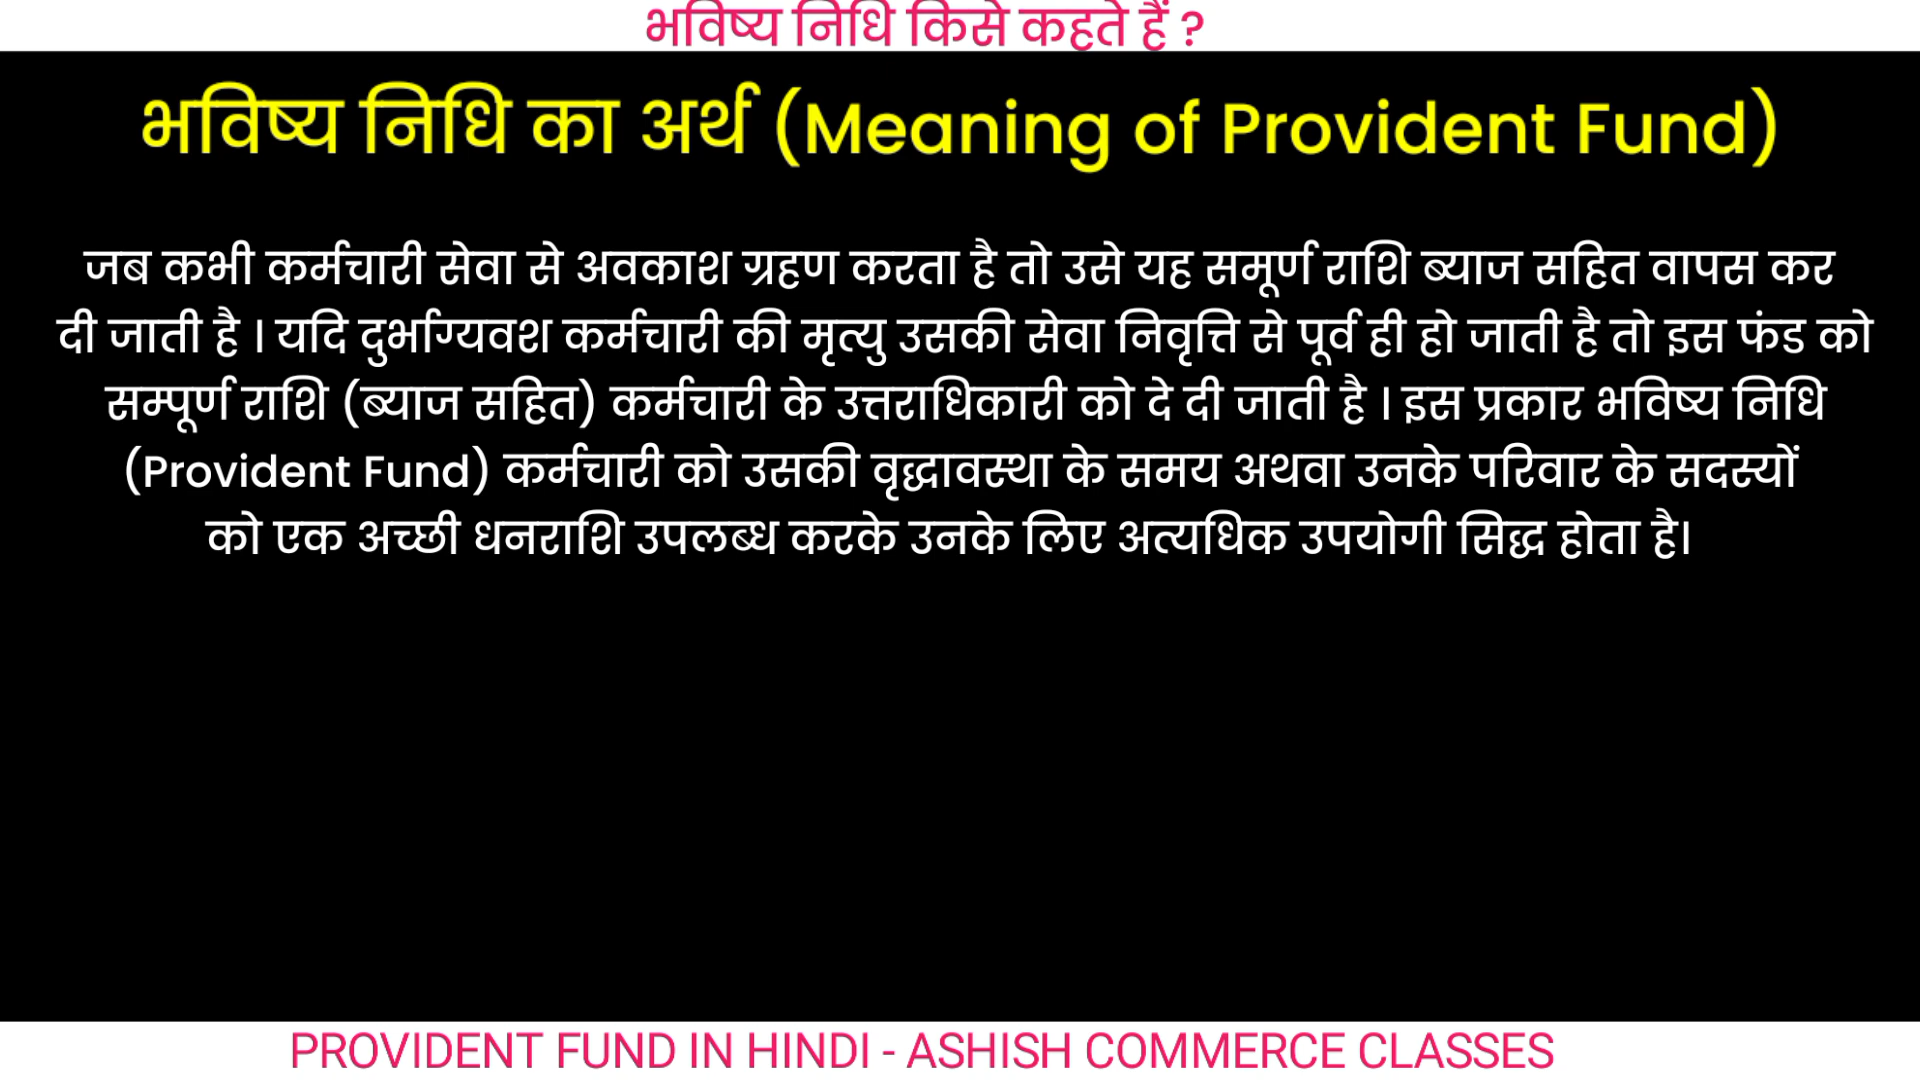 भविष्य निधि किसे कहते हैं ?
भविष्य निधि का अर्थ (Meaning of Provident Fund)
जब कभी कर्मचारी सेवा से अवकाश ग्रहण करता है तो उसे यह समूर्ण राशि ब्याज सहित वापस कर
दी जाती है । यदि दुर्भाग्यवश कर्मचारी की मृत्यु उसकी सेवा निवृत्ति से पूर्व ही हो जाती है तो इस फंड को
सम्पूर्ण राशि (ब्याज सहित) कर्मचारी के उत्तराधिकारी को दे दी जाती है । इस प्रकार भविष्य निधि
(Provident Fund) कर्मचारी को उसकी वृद्धावस्था के समय अथवा उनके परिवार के सदस्यों
को एक अच्छी धनराशि उपलब्ध करके उनके लिए अत्यधिक उपयोगी सिद्ध होता है।
PROVIDENT FUND IN HINDI - ASHISH COMMERCE CLASSES